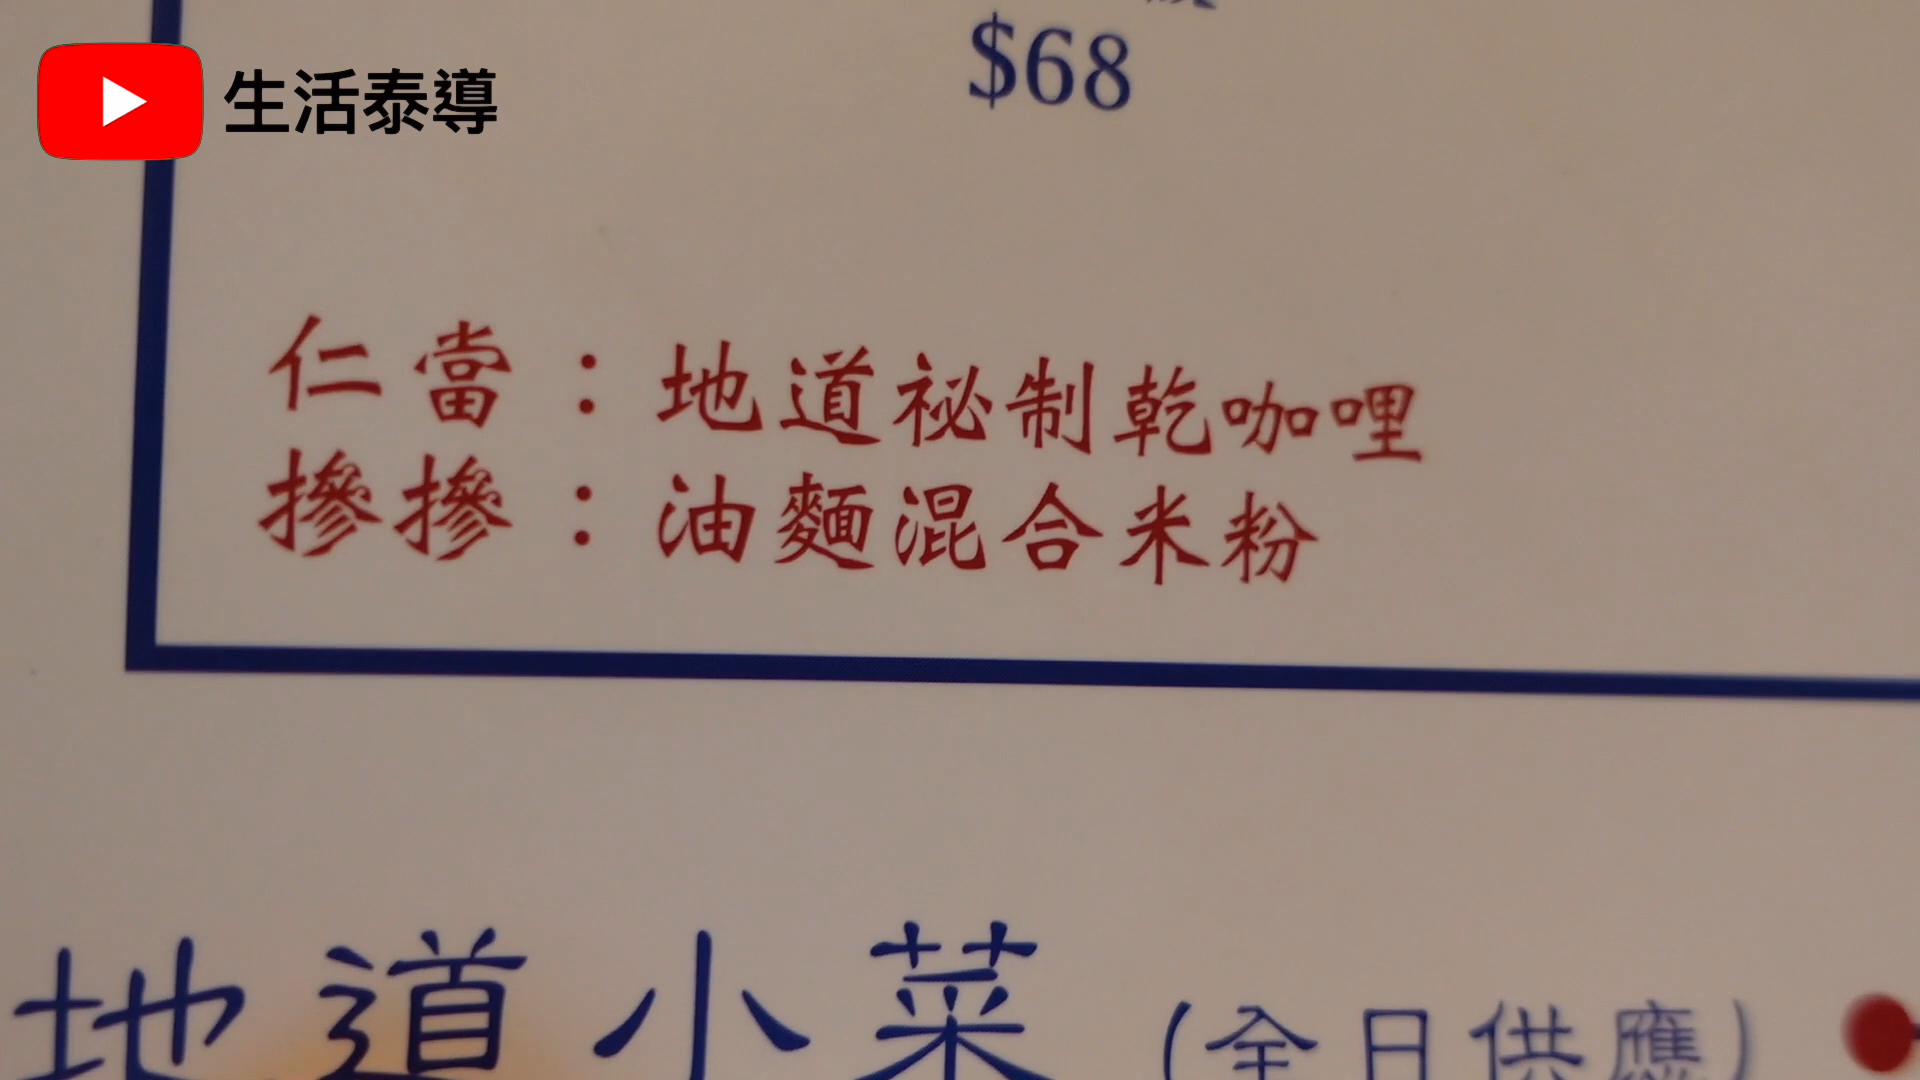 $68
生活泰導
仁當：地道祕制乾咖哩
摻摻：油麵混合米粉
地道小菜（全日供應）